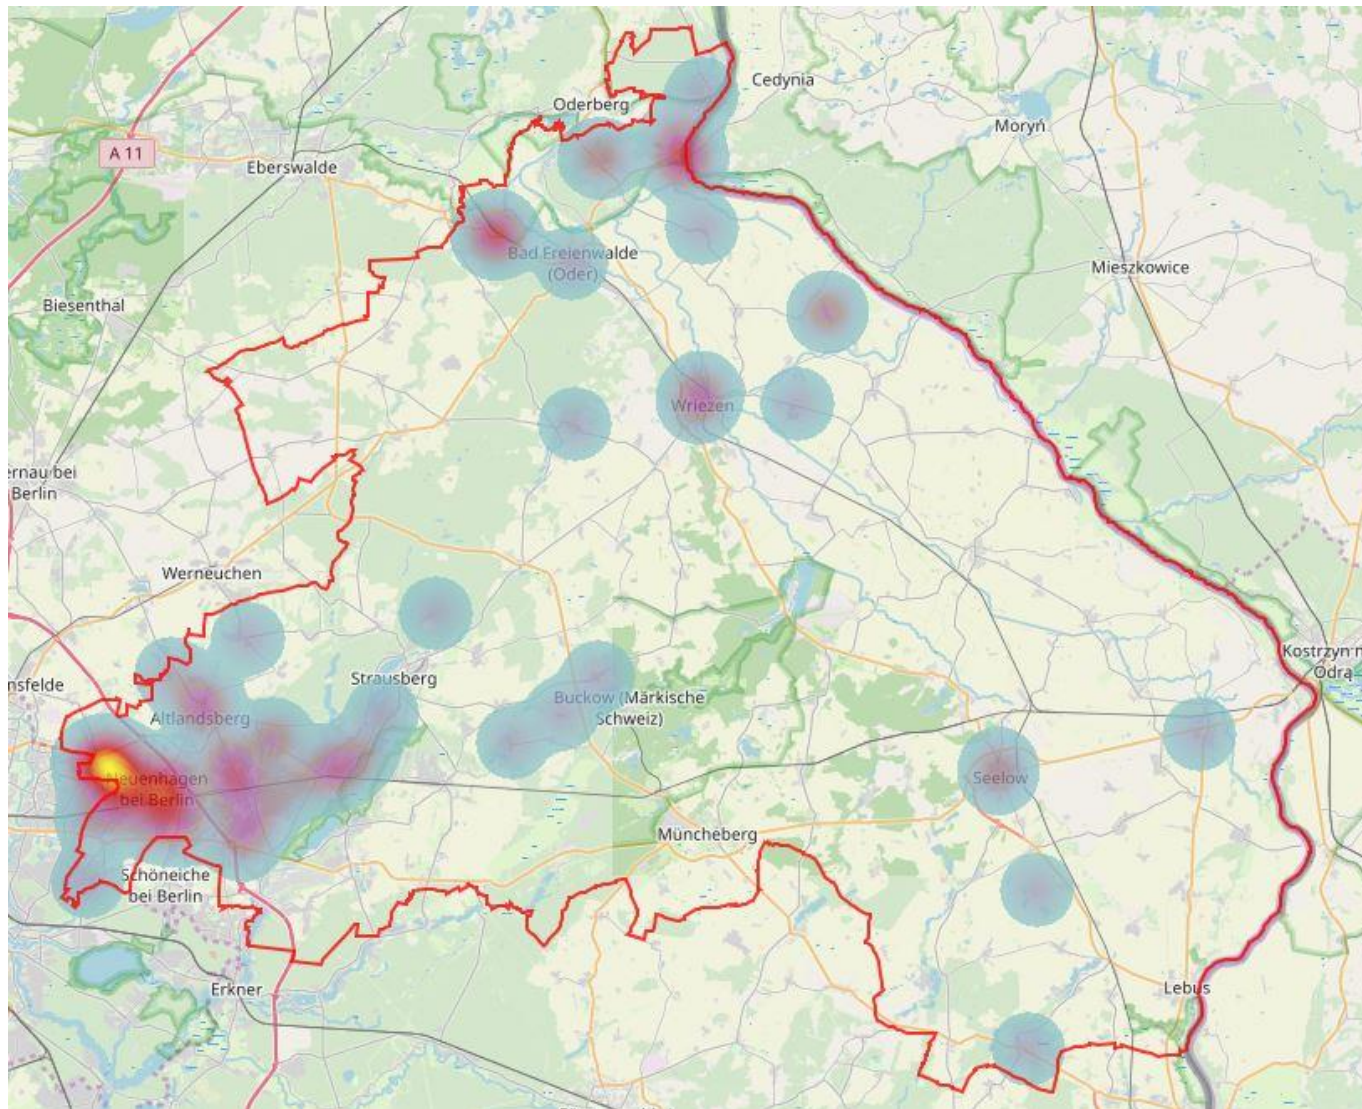 Cedynia
Oderberg
Moryń
A 11
Eberswalde
Bad Freienwalde
(Oder)
Mieszkowice
Biesenthal
Wriezen
ernau bei
Berlin
Werneuchen
Kostrzyn n
Odrą
nsfelde
Strausberg
Buckow (Märkische
Schweiz)
Altlandsberg
Neuenhagen
bei Berlin
Seelow
Müncheberg
Schöneiche
bei Berlin
Erkner
Lebus